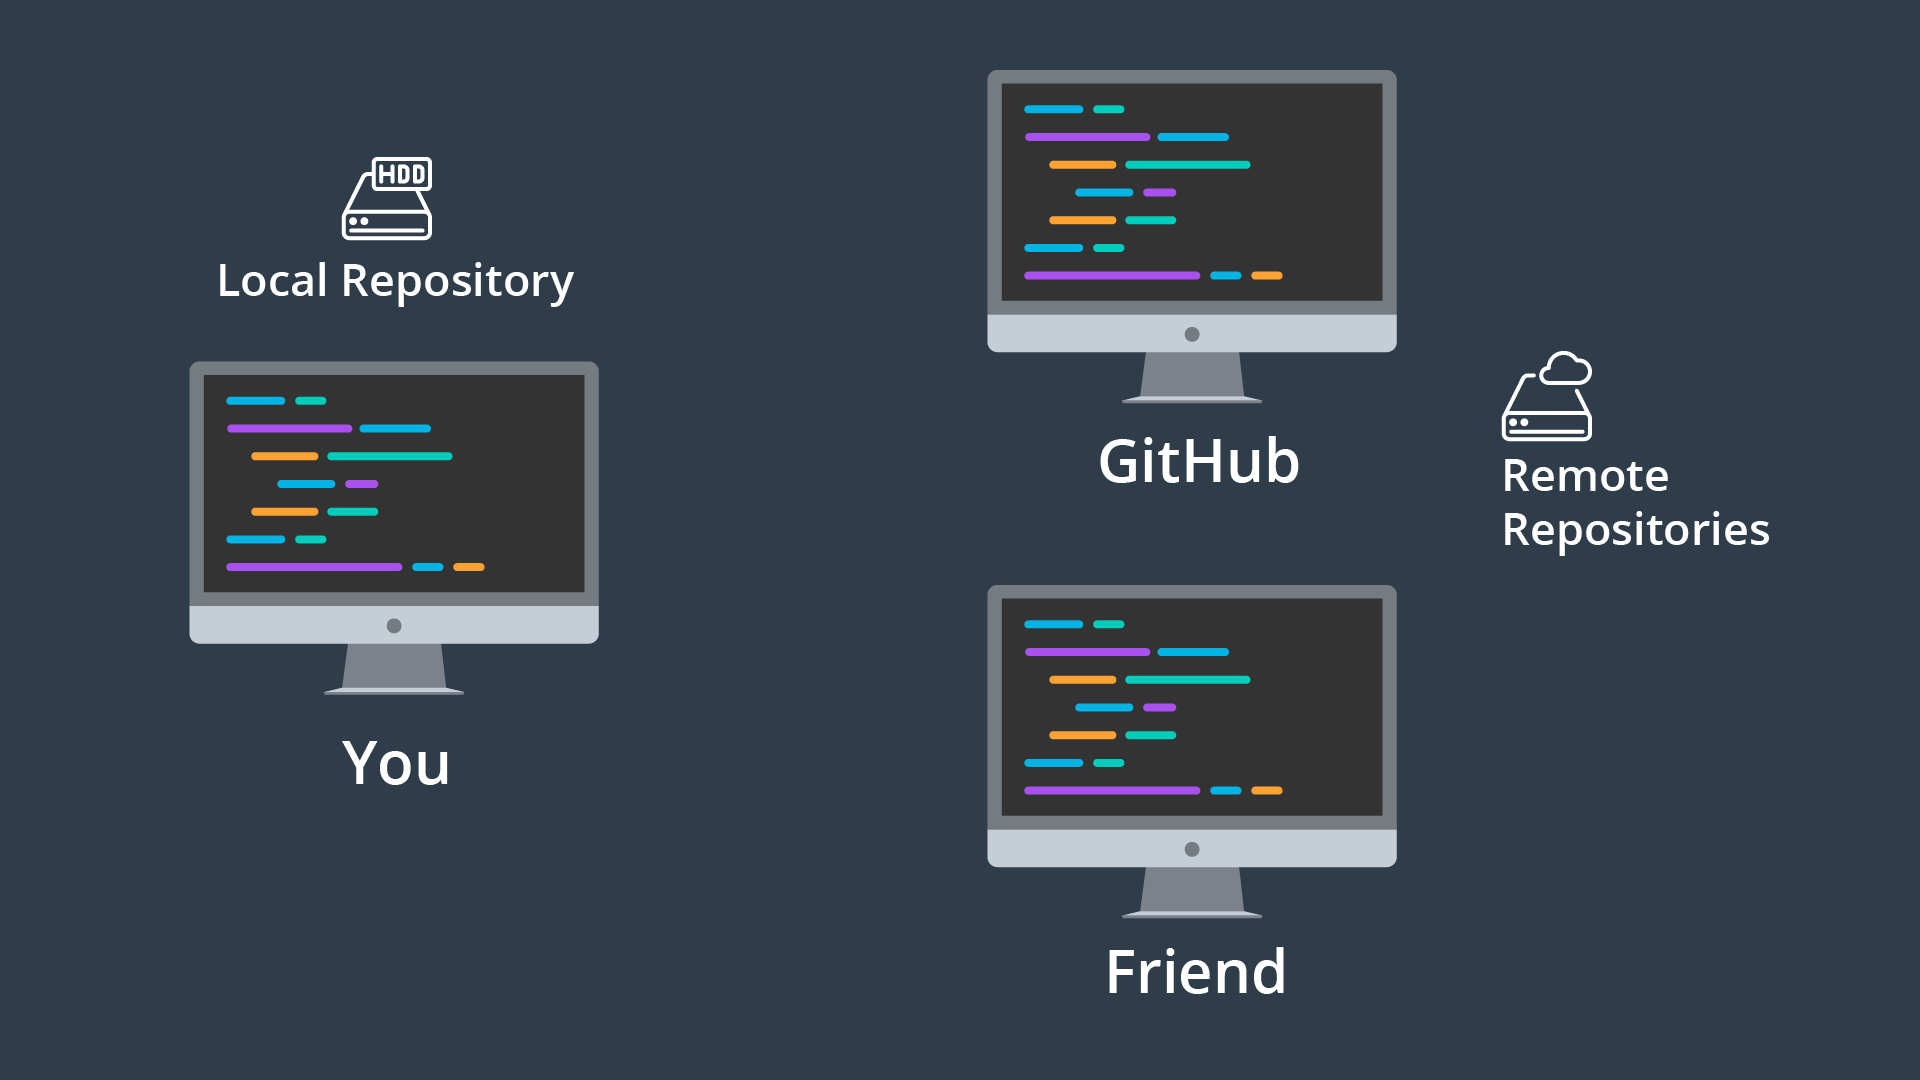 HDD
Local Repository
You
GitHub
Remote
Repositories
Friend